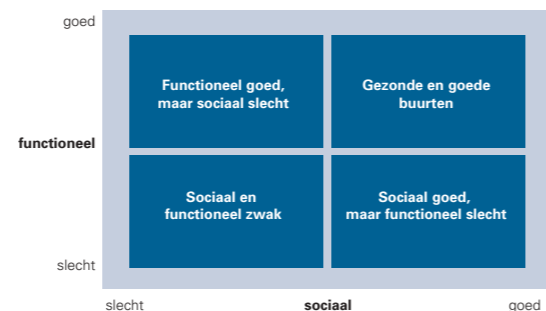 goed
Functioneel goed,
maar sociaal slecht
Gezonde en goede
buurten
functioneel
Sociaal en
functioneel zwak
Sociaal goed,
maar functioneel slecht
slecht
slecht
sociaal
goed